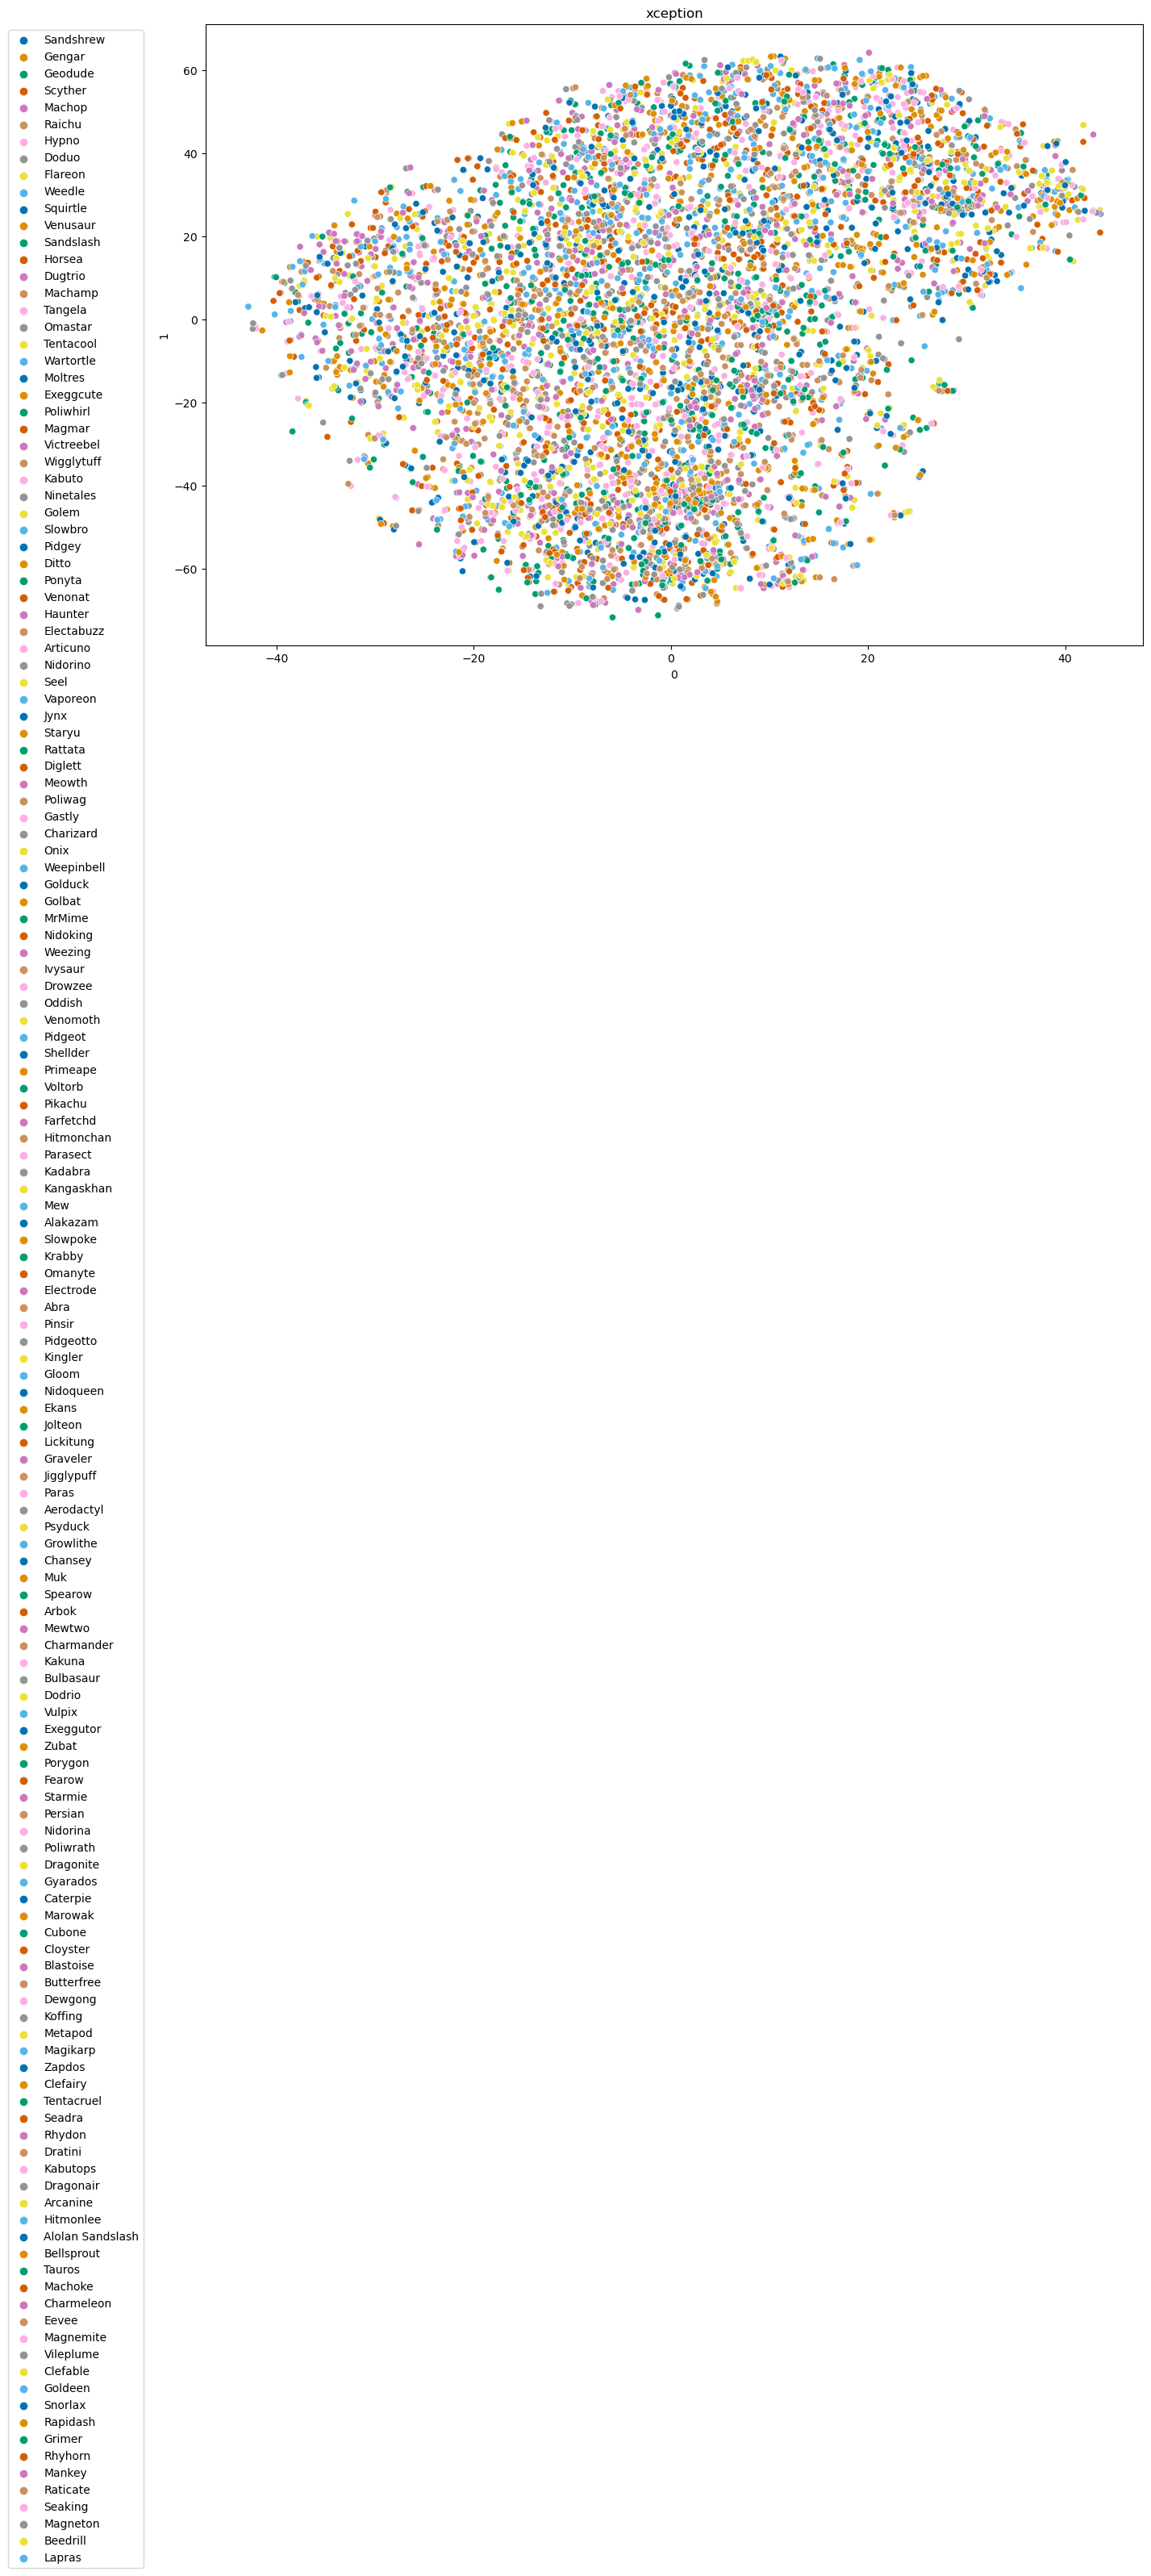 xception
Sandshrew
Gengar
Geodude
Scyther
Machop
Raichu
Hypno
Doduo
Flareon
Weedle
Squirtle
Venusaur
Sandslash
Horsea
Dugtrio
Machamp
Tangela
Omastar
Tentacool
Wartortle
Moltres
Exeggcute
Poliwhirl
Magmar
Victreebel
Wigglytuff
Kabuto
Ninetales
Golem
Slowbro
Pidgey
Ditto
Ponyta
Venonat
Haunter
Electabuzz
Articuno
Nidorino
Seel
Vaporeon
Jynx
Staryu
Rattata
Diglett
Meowth
Poliwag
Gastly
Charizard
Onix
Weepinbell
Golduck
Golbat
MrMime
Nidoking
Weezing
Ivysaur
Drowzee
Oddish
Venomoth
Pidgeot
Shellder
Primeape
Voltorb
Pikachu
Farfetchd
Hitmonchan
Parasect
Kadabra
Kangaskhan
Mew
Alakazam
Slowpoke
Krabby
Omanyte
Electrode
Abra
Pinsir
Pidgeotto
Kingler
Gloom
Nidoqueen
Ekans
Jolteon
Lickitung
Graveler
Jigglypuff
Paras
Aerodactyl
Psyduck
Growlithe
Chansey
Muk
Spearow
Arbok
Mewtwo
Charmander
Kakuna
Bulbasaur
Dodrio
Vulpix
Exeggutor
Zubat
Porygon
Fearow
Starmie
Persian
Nidorina
Poliwrath
Dragonite
Gyarados
Caterpie
Marowak
Cubone
Cloyster
Blastoise
Butterfree
Dewgong
Koffing
Metapod
Magikarp
Zapdos
Clefairy
Tentacruel
Seadra
Rhydon
Dratini
Kabutops
Dragonair
Arcanine
Hitmonlee
Alolan Sandslash
Bellsprout
Tauros
Machoke
Charmeleon
Eevee
Magnemite
Vileplume
Clefable
Goldeen
Snorlax
Rapidash
Grimer
Rhyhorn
Mankey
Raticate
Seaking
Magneton
Beedrill
Lapras
60
40
20
0
−20
−40
−60
1
−40 −20 0 20 40
0